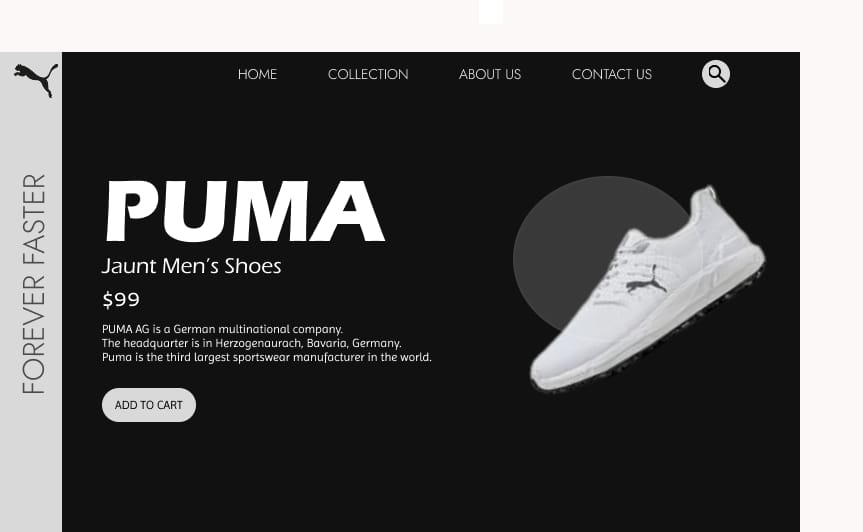 HOME COLLECTION ABOUT US CONTACT US
FOREVER FASTER
PUMA
Jaunt Men's Shoes
$99
PUMA AG is a German multinational company.
The headquarter is in Herzogenaurach, Bavaria, Germany.
Puma is the third largest sportswear manufacturer in the world.
ADD TO CART